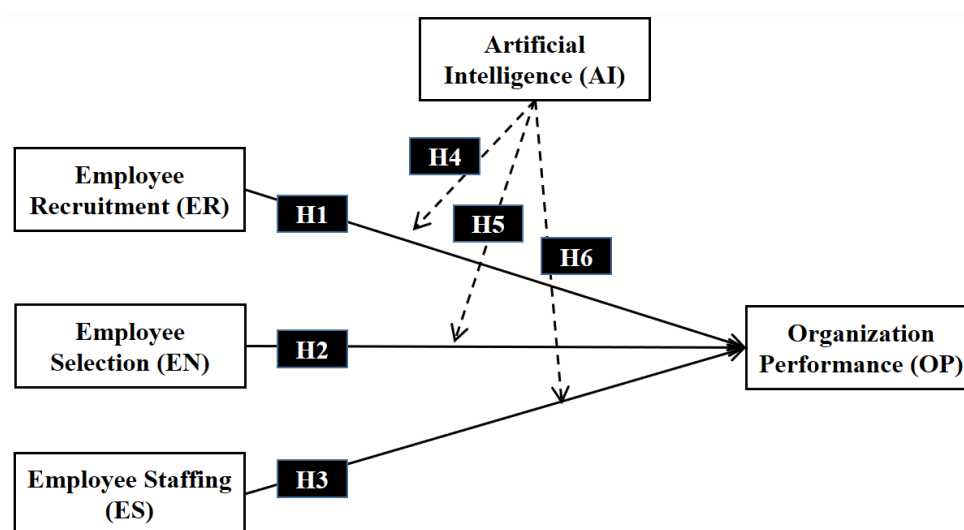 Artificial
Intelligence (AI)
H4
Employee
Recruitment (ER)
H1
H5
H6
Employee
Selection (EN)
H2
Organization
Performance (OP)
Employee Staffing
(ES)
H3